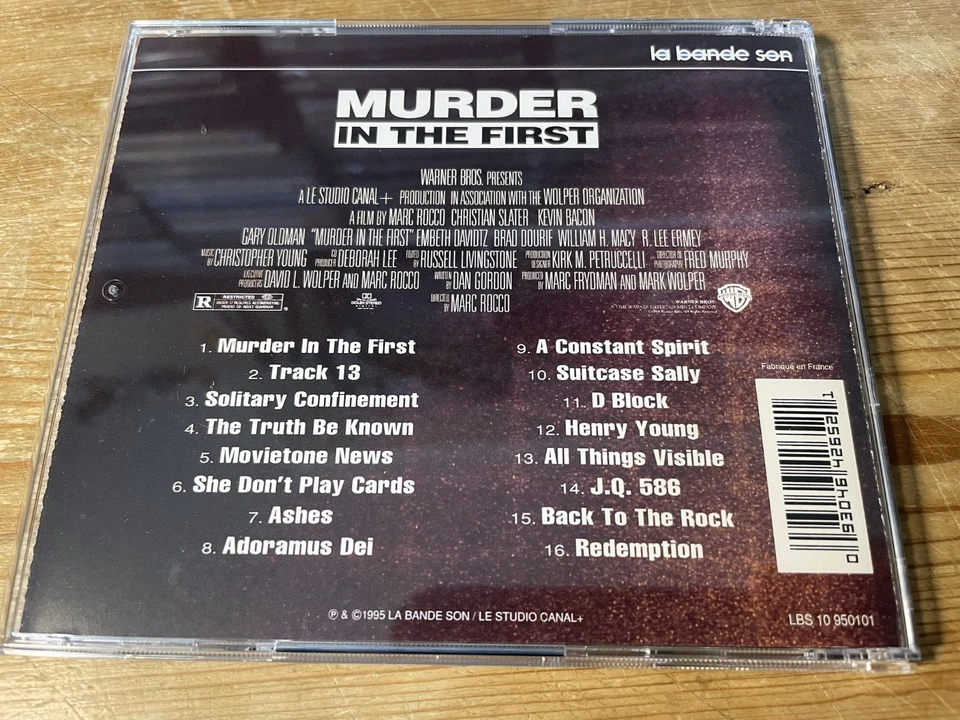 la bande son
MURDER
IN THE FIRST
WARNER BROS. PRESENTS
A LE STUDIO CANAL+ PRODUCTION IN ASSOCIATION WITH THE WOLPER ORGANIZATION
A FILM BY MARC ROCCO CHRISTIAN SLATER KEVIN BACON
GARY OLDMAN "MURDER IN THE FIRST" EMBETH DAVIDTZ BRAD DOURIF WILLIAM H. MACY R. LEE ERMEY
MUSIC BY CHRISTOPHER YOUNG CO PRODUCER DEBORAH LEE EDITED BY RUSSELL LIVINGSTONE PRODUCTION DESIGNER KIRK M. PETRUCCELLI DIRECTOR OF PHOTOGRAPHY FRED MURPHY
EXECUTIVE PRODUCERS DAVID L. WOLPER AND MARC ROCCO WRITTEN BY DAN GORDON PRODUCED BY MARC FRYDMAN AND MARK WOLPER
DIRECTED BY MARC ROCCO
R RESTRICTED
DOLBY STEREO
WARNER BROS.
1. Murder In The First
2. Track 13
3. Solitary Confinement
4. The Truth Be Known
5. Movietone News
6. She Don't Play Cards
7. Ashes
8. Adoramus Dei
9. A Constant Spirit
10. Suitcase Sally
11. D Block
12. Henry Young
13. All Things Visible
14. J.Q. 586
15. Back To The Rock
16. Redemption
Fabriqué en France
7 25924 94036 0
℗ & ©1995 LA BANDE SON / LE STUDIO CANAL+
LBS 10 950101